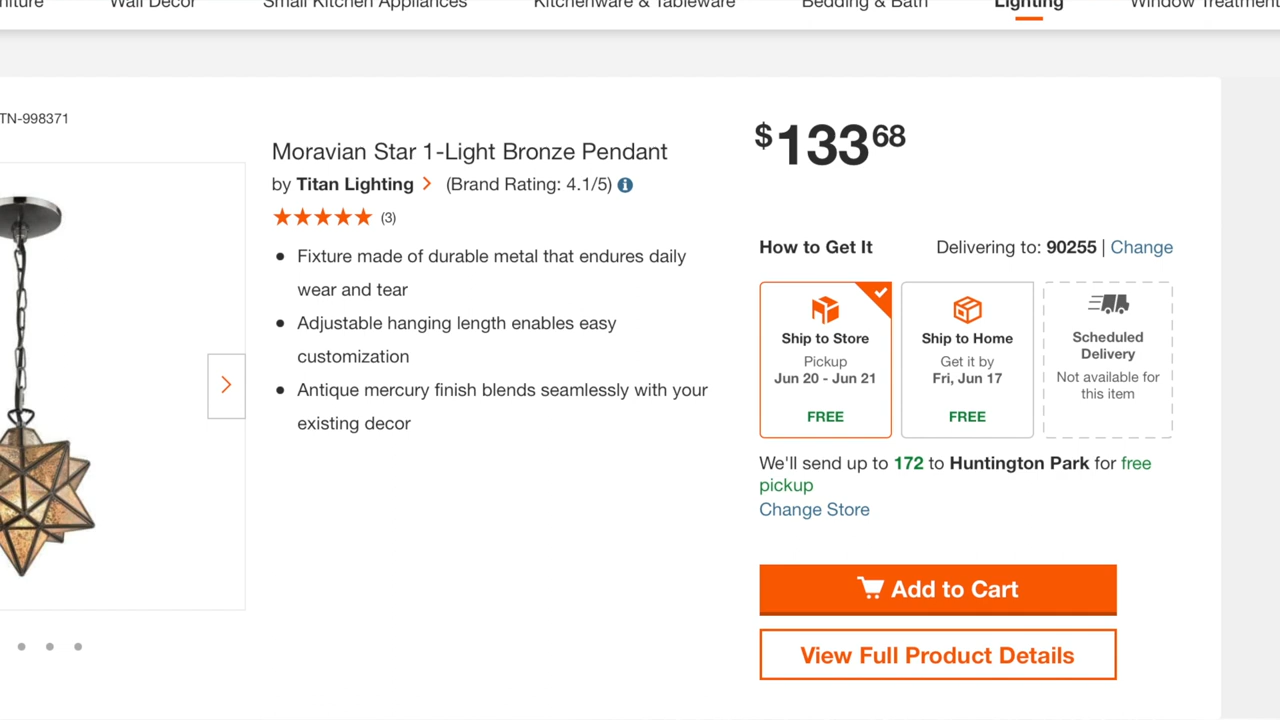 niture Wall Decor Small Kitchen Appliances Kitchenware & Tableware Bedding & Bath Lighting Window Treatment
TN-998371
Moravian Star 1-Light Bronze Pendant
by Titan Lighting (Brand Rating: 4.1/5)
(3)
Fixture made of durable metal that endures daily
wear and tear
Adjustable hanging length enables easy
customization
Antique mercury finish blends seamlessly with your
existing decor
$133 68
How to Get It Delivering to: 90255 | Change
Ship to Store
Pickup
Jun 20 - Jun 21
FREE
Ship to Home
Get it by
Fri, Jun 17
FREE
Scheduled
Delivery
Not available for
this item
We'll send up to 172 to Huntington Park for free
pickup
Change Store
Add to Cart
View Full Product Details